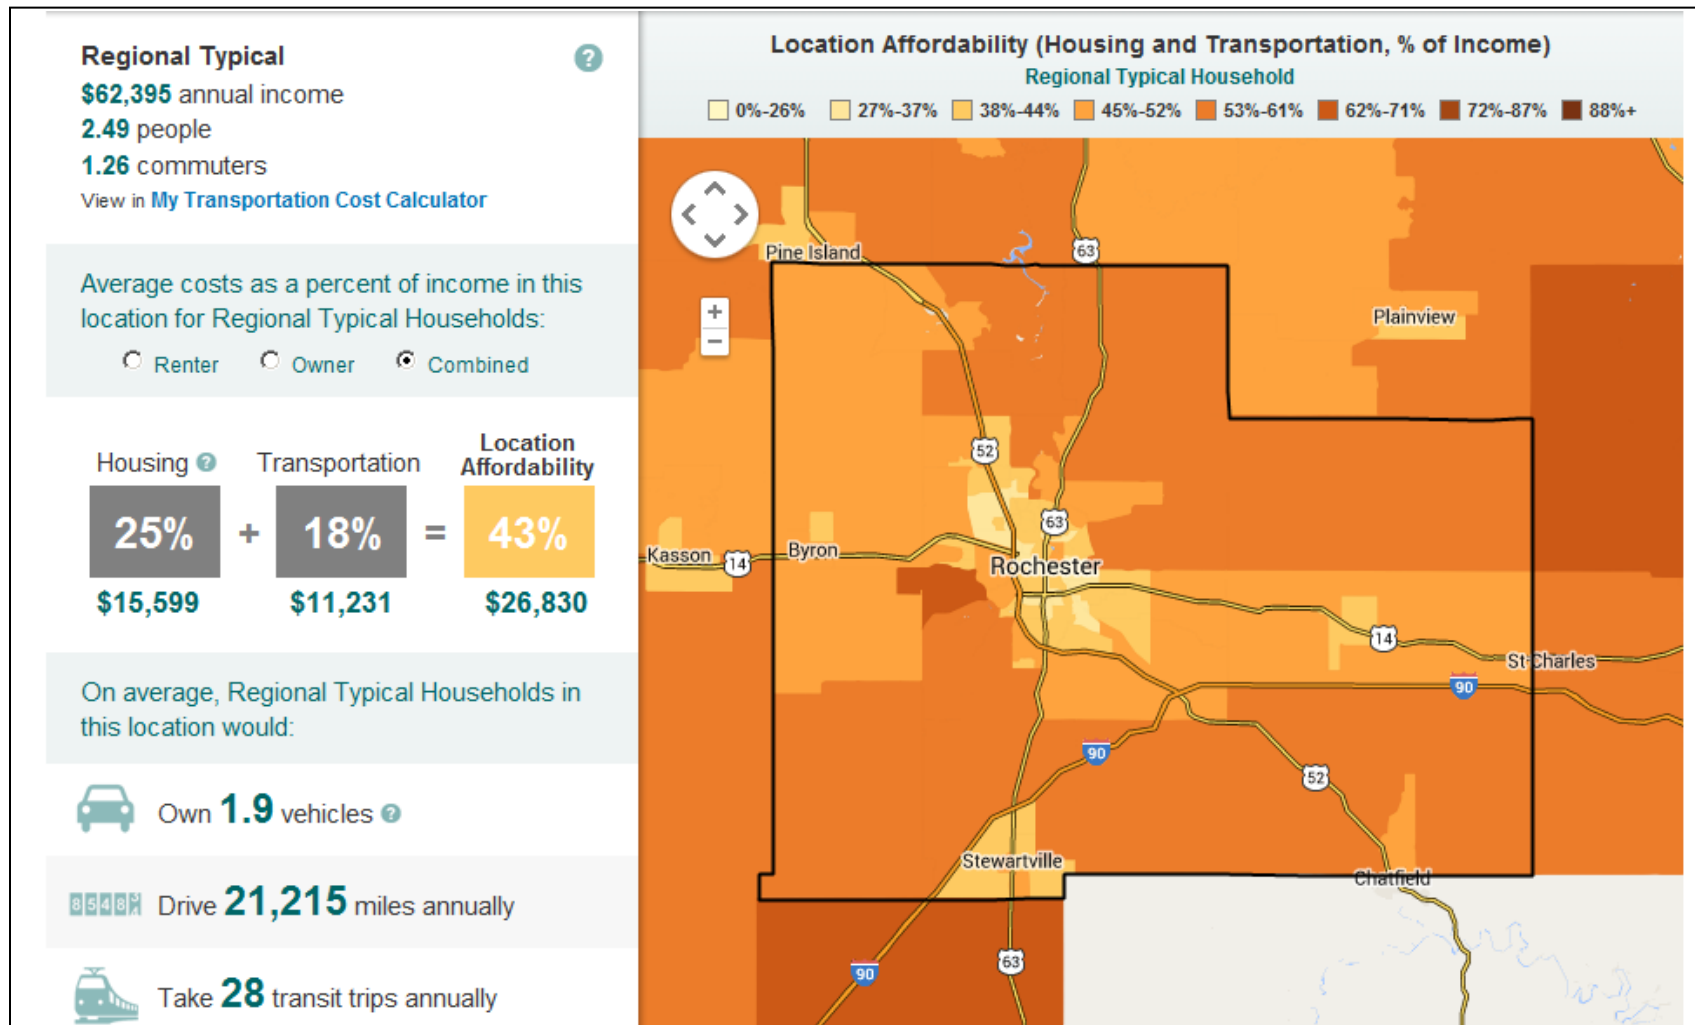 Regional Typical
$62,395 annual income
2.49 people
1.26 commuters
View in My Transportation Cost Calculator
Average costs as a percent of income in this
location for Regional Typical Households:
Renter Owner Combined
Housing ? Transportation Location Affordability
25% + 18% = 43%
$15,599 $11,231 $26,830
On average, Regional Typical Households in
this location would:
Own 1.9 vehicles ?
Drive 21,215 miles annually
Take 28 transit trips annually
?
Location Affordability (Housing and Transportation, % of Income)
Regional Typical Household
0%-26% 27%-37% 38%-44% 45%-52% 53%-61% 62%-71% 72%-87% 88%+
Pine Island
63
+
−
Plainview
52
63
Kasson
14
Byron
Rochester
14
St Charles
90
90
52
Stewartville
Chatfield
90
63